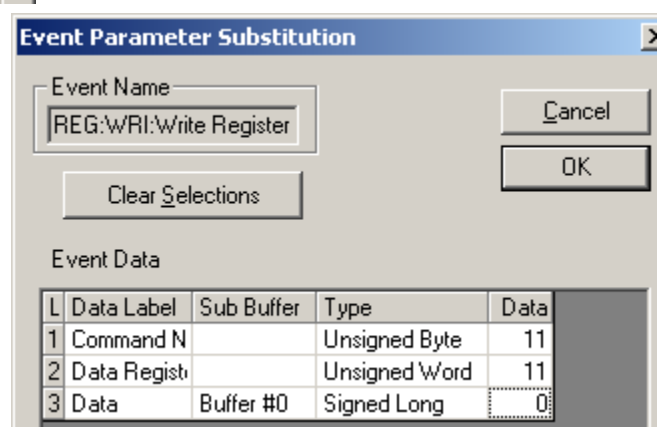 Event Parameter Substitution
Event Name
REG:WRI:Write Register
Cancel
OK
Clear Selections
Event Data
L Data Label Sub Buffer Type Data
1 Command N Unsigned Byte 11
2 Data Regist Unsigned Word 11
3 Data Buffer #0 Signed Long 0